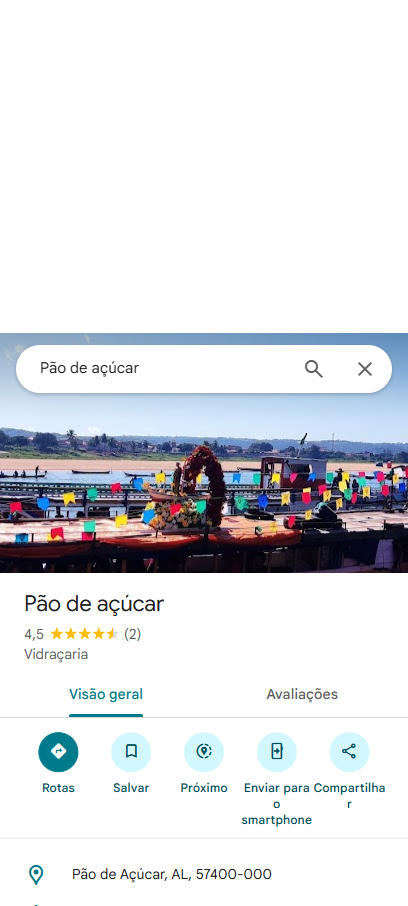 Pão de açúcar
Pão de açúcar
4,5 (2)
Vidraçaria
Visão geral Avaliações
Rotas Salvar Próximo Enviar para o smartphone Compartilhar
Pão de Açúcar, AL, 57400-000